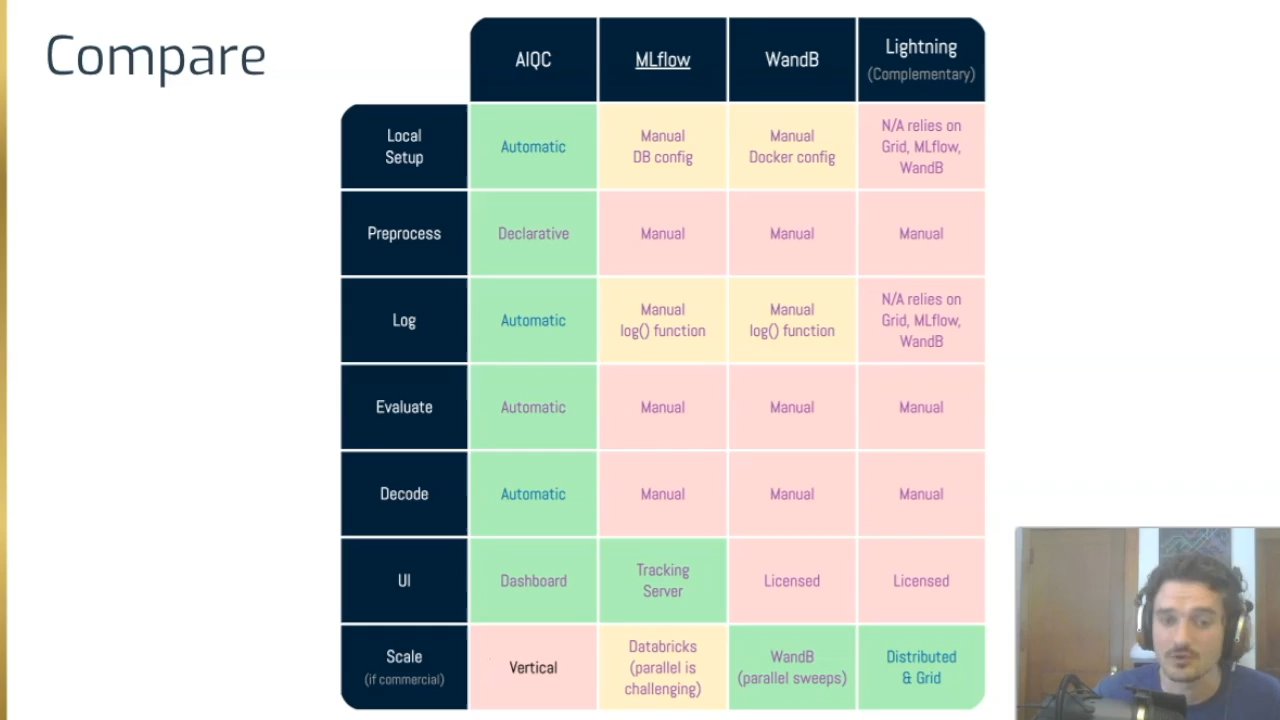 Compare
AIQC
MLflow
WandB
Lightning
(Complementary)
Local
Setup
Automatic
Manual
DB config
Manual
Docker config
N/A relies on
Grid, MLflow,
WandB
Preprocess
Declarative
Manual
Manual
Manual
Log
Automatic
Manual
log() function
Manual
log() function
N/A relies on
Grid, MLflow,
WandB
Evaluate
Automatic
Manual
Manual
Manual
Decode
Automatic
Manual
Manual
Manual
UI
Dashboard
Tracking
Server
Licensed
Licensed
Scale
(if commercial)
Vertical
Databricks
(parallel is
challenging)
WandB
(parallel sweeps)
Distributed
& Grid